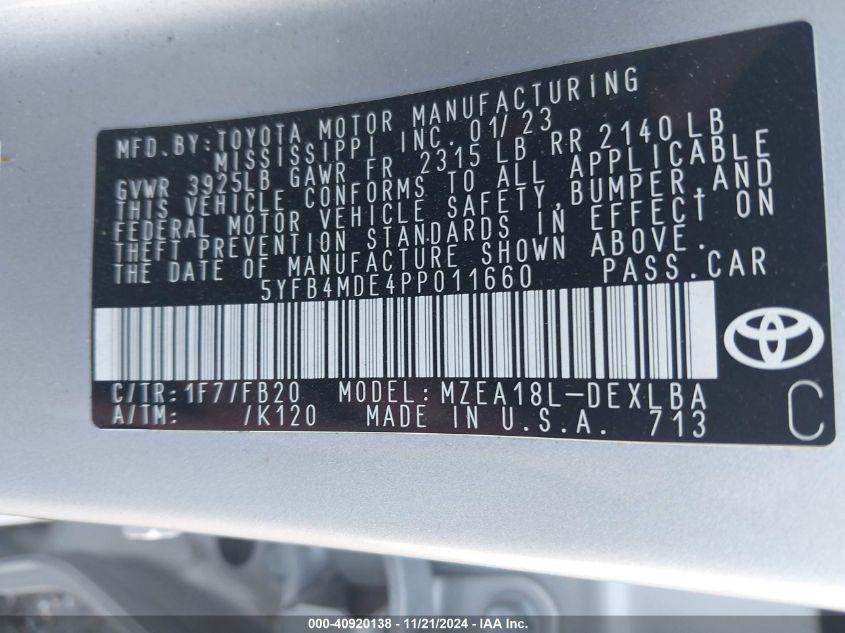 MFD. BY: TOYOTA MOTOR MANUFACTURING
MISSISSIPPI INC. 01/23
GVWR 3925LB GAWR FR 2315 LB RR 2140 LB
THIS VEHICLE CONFORMS TO ALL APPLICABLE
FEDERAL MOTOR VEHICLE SAFETY, BUMPER, AND
THEFT PREVENTION STANDARDS IN EFFECT ON
THE DATE OF MANUFACTURE SHOWN ABOVE.
5YFB4MDE4PP011660 PASS. CAR
C/TR: 1F7/FB20 MODEL: MZEA18L-DEXLBA
A/TM: /K120 MADE IN U.S.A. 713
C
000-40920138 - 11/21/2024 - IAAI Inc.